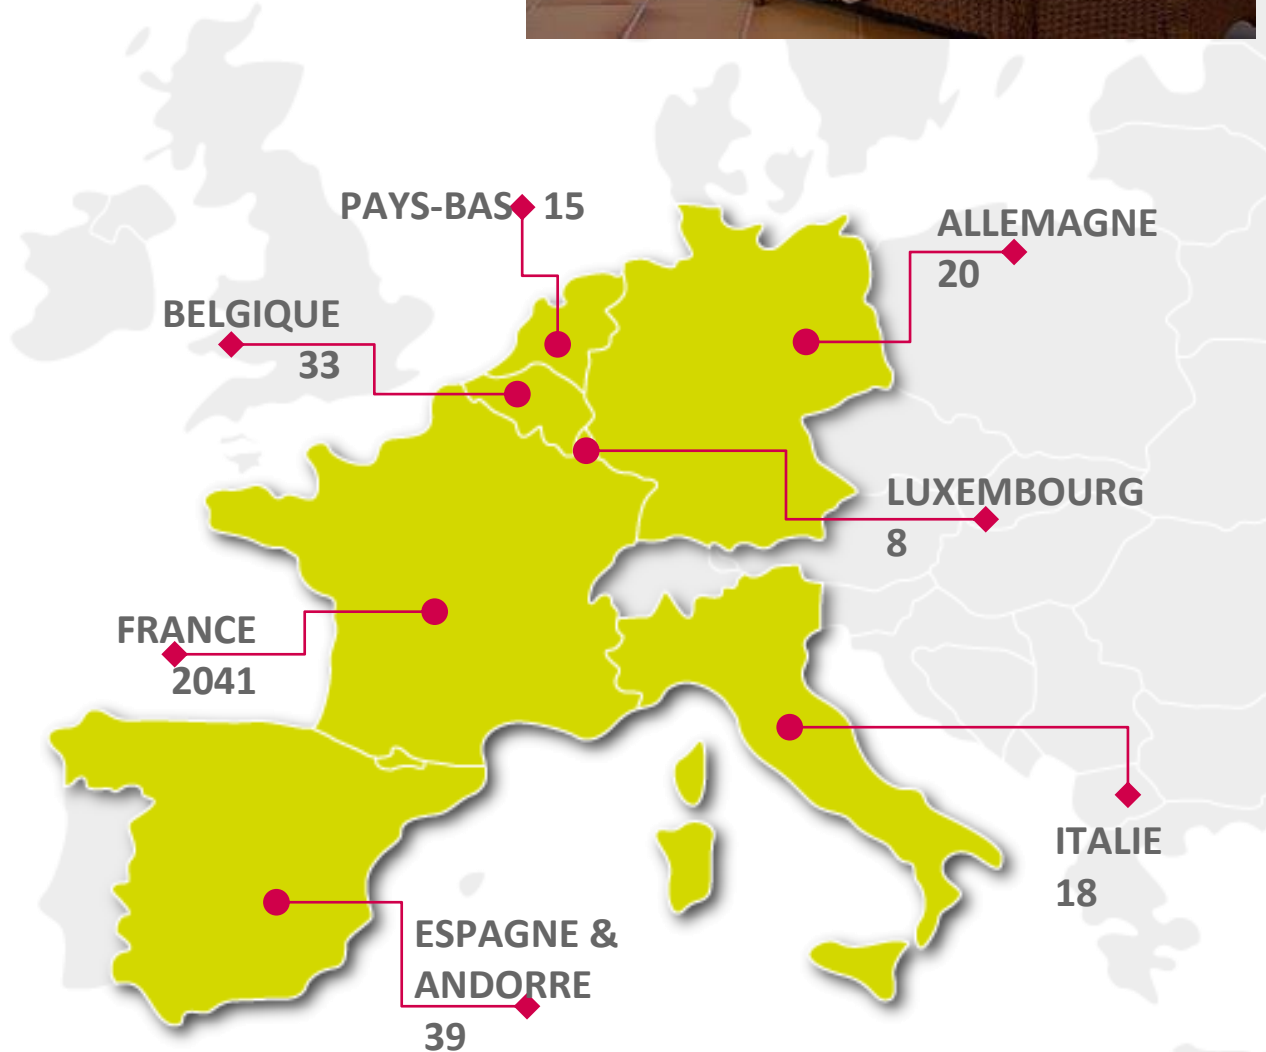 PAYS-BAS 15
ALLEMAGNE
20
BELGIQUE
33
LUXEMBOURG
8
FRANCE
2041
ITALIE
18
ESPAGNE &
ANDORRE
39